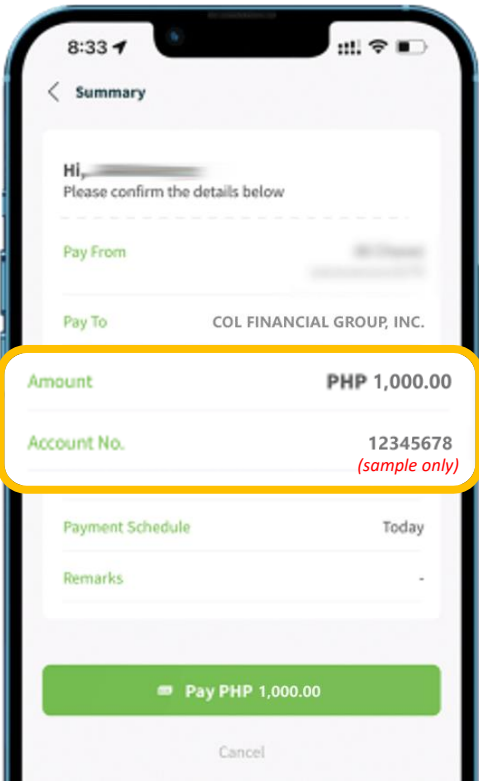 8:33
Summary
Hi,
Please confirm the details below
Pay From
Pay To COL FINANCIAL GROUP, INC.
Amount PHP 1,000.00
Account No. 12345678
(sample only)
Payment Schedule Today
Remarks -
Pay PHP 1,000.00
Cancel